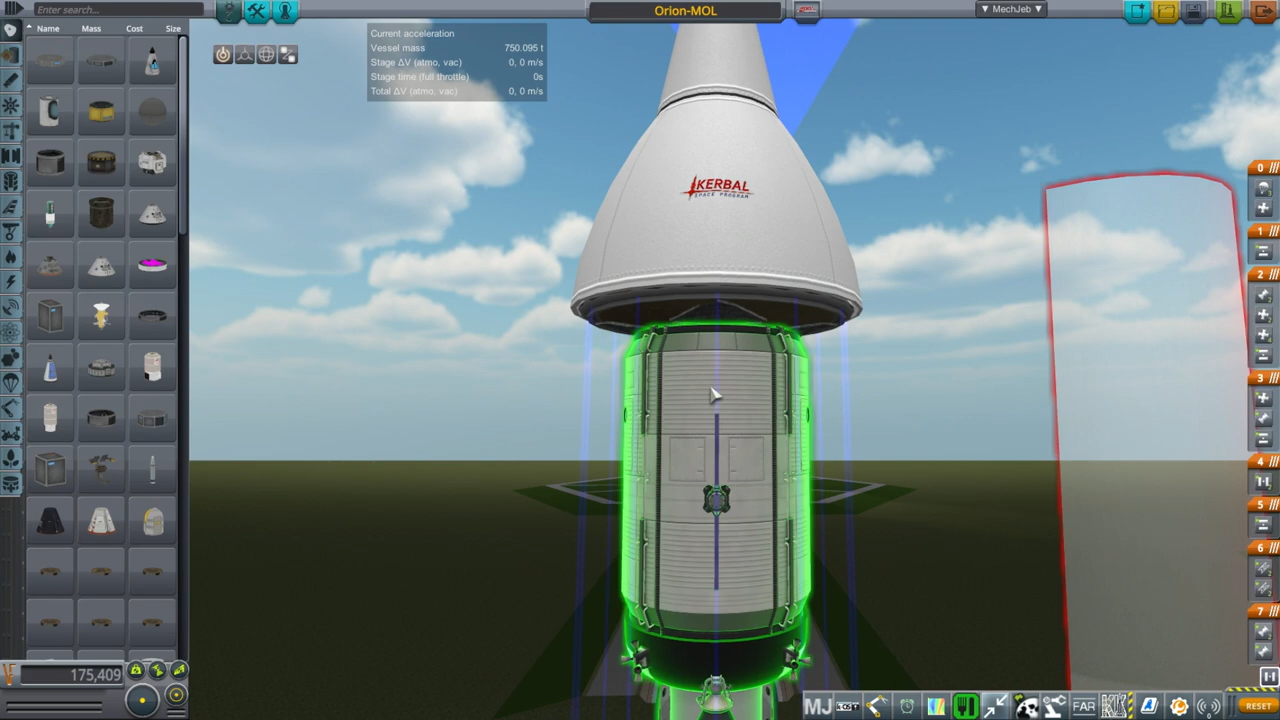 Enter search...
Orion-MOL
▼ MechJeb ▼
Name Mass Cost Size
Current acceleration
Vessel mass 750.095 t
Stage ΔV (atmo, vac) 0, 0 m/s
Stage time (full throttle) 0s
Total ΔV (atmo, vac) 0, 0 m/s
KERBAL
SPACE PROGRAM
0
1
2
3
4
5
6
7
175,409
MJ
FAR
KK
RESET